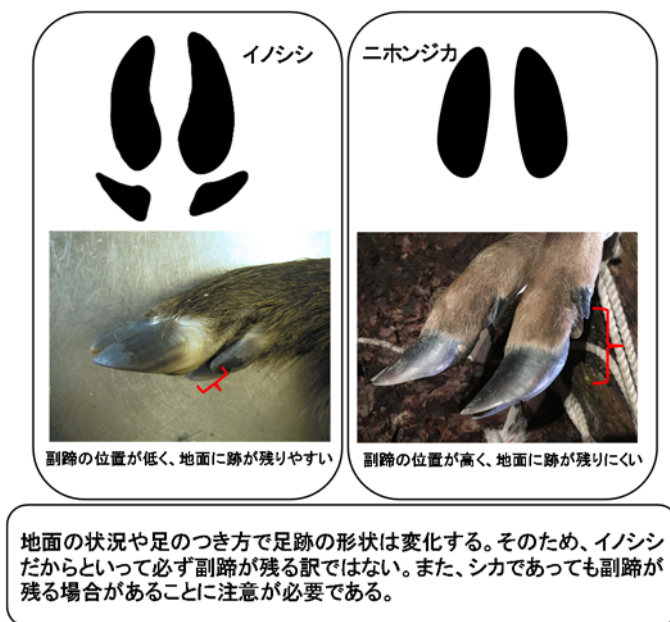 イノシシ
ニホンジカ
副蹄の位置が低く、地面に跡が残りやすい
副蹄の位置が高く、地面に跡が残りにくい
地面の状況や足のつき方で足跡の形状は変化する。そのため、イノシシ
だからといって必ず副蹄が残る訳ではない。また、シカであっても副蹄が
残る場合があることに注意が必要である。